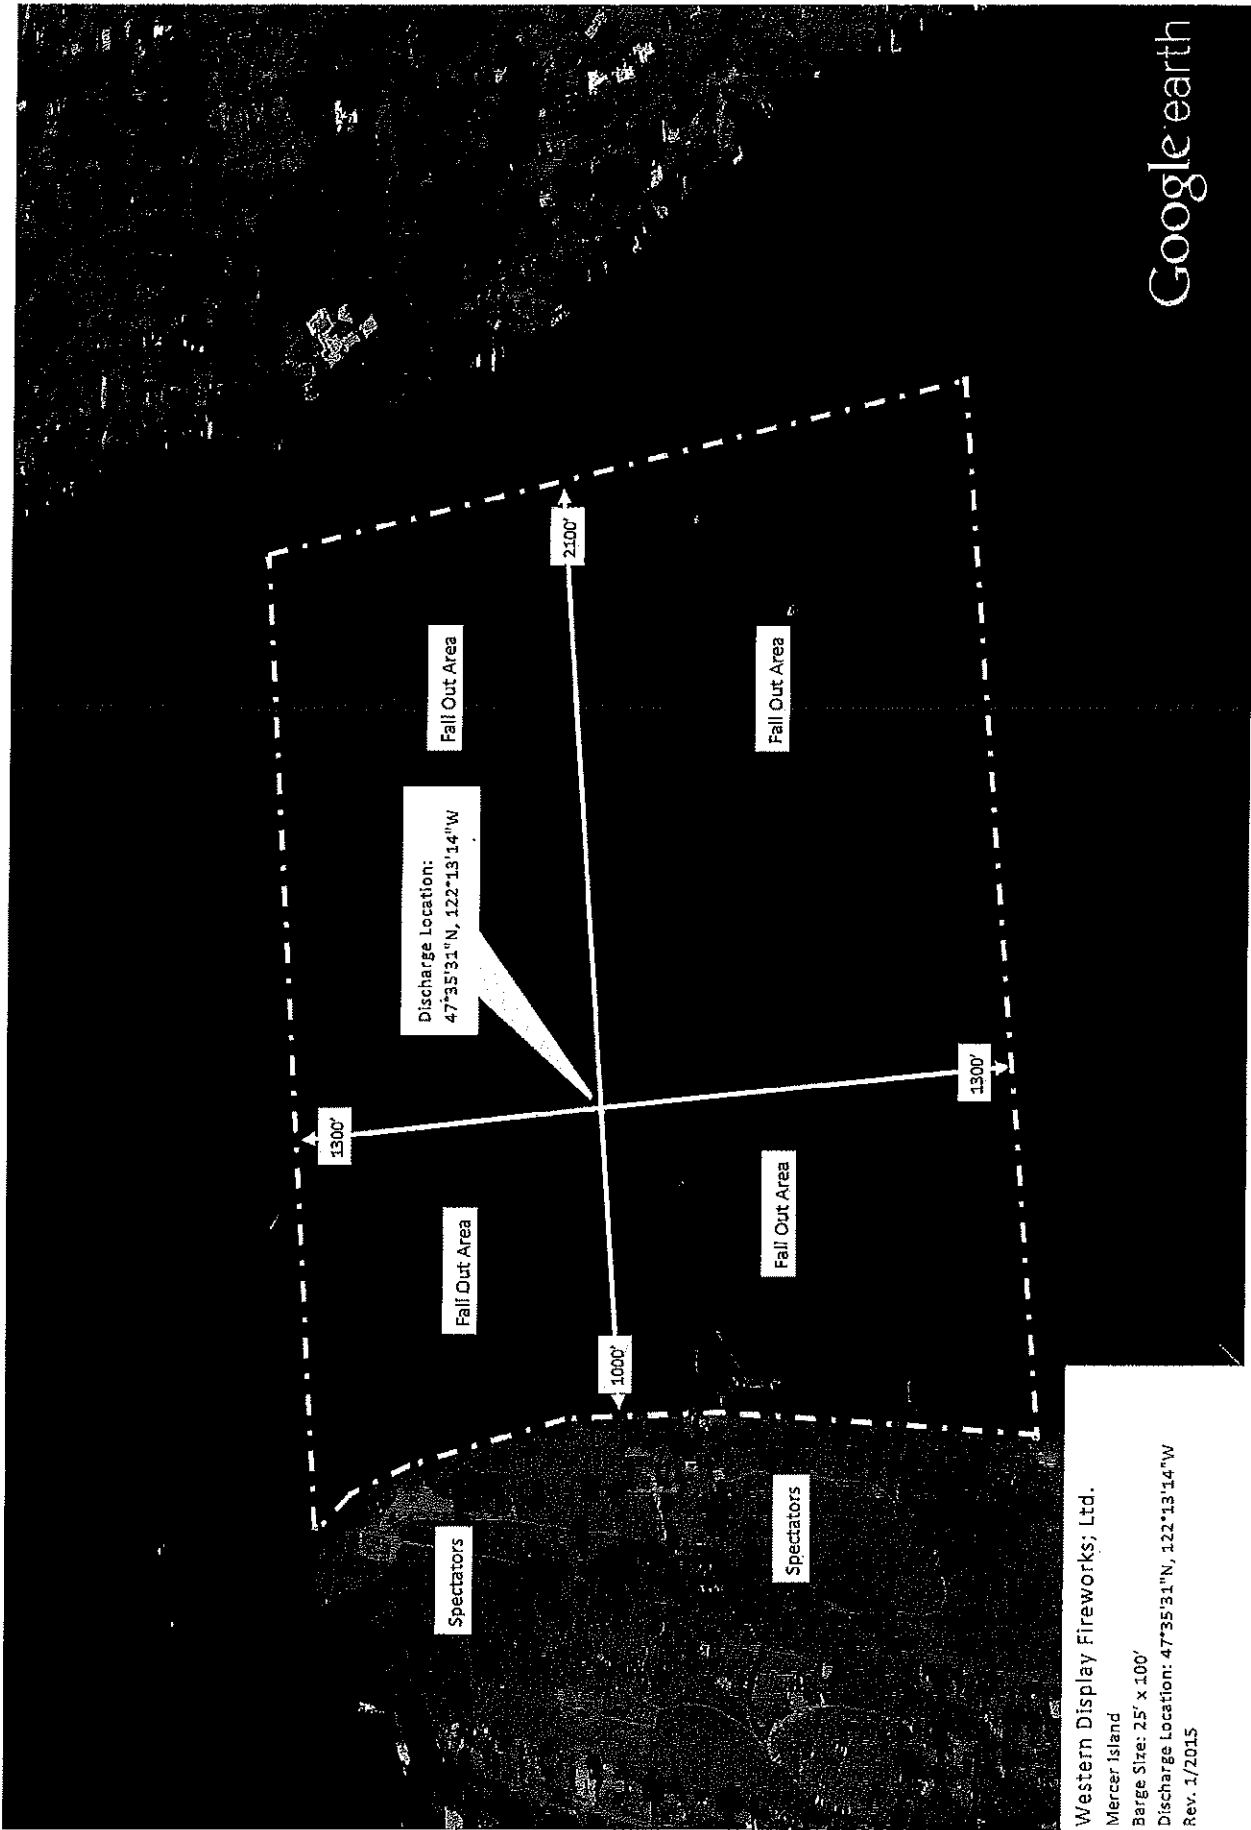 Google earth
2100'
Fall Out Area
Fall Out Area
Discharge Location:
47°35'31"N, 122°13'14"W
1300'
1300'
Fall Out Area
Fall Out Area
1000'
Spectators
Spectators
Western Display Fireworks; Ltd.
Mercer Island
Barge Size: 25' x 100'
Discharge Location: 47°35'31"N, 122°13'14"W
Rev. 1/2015